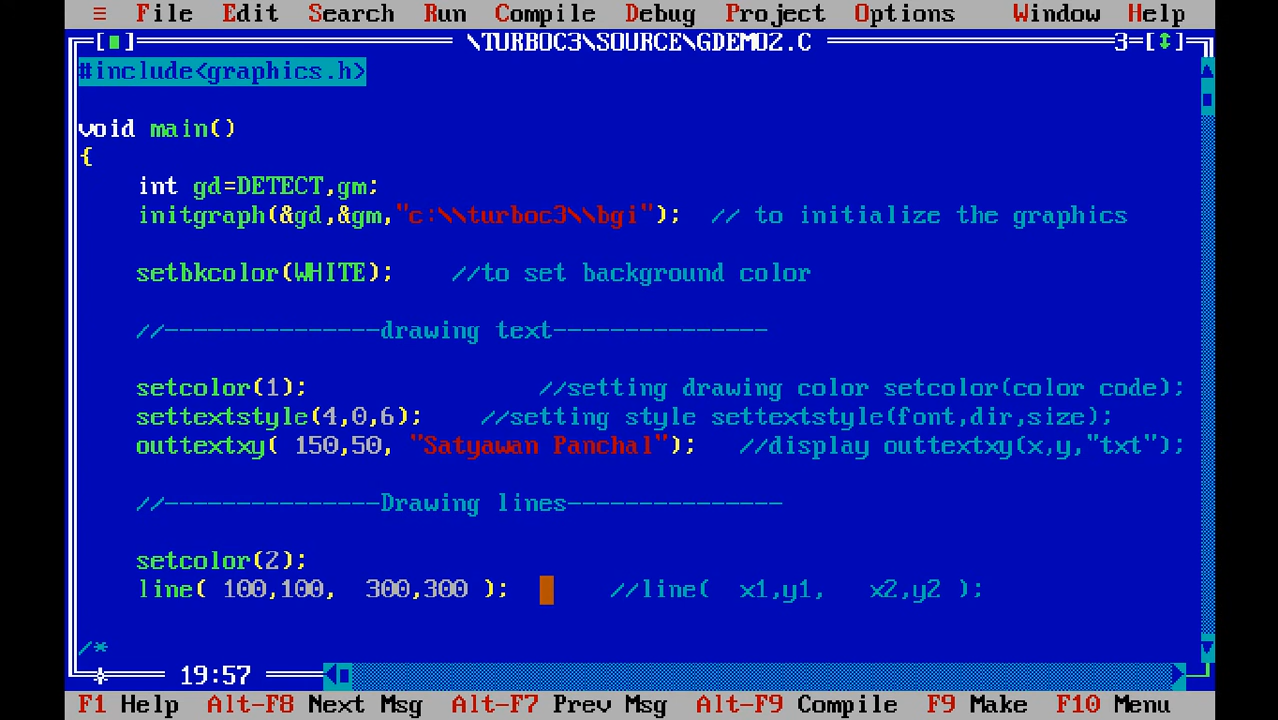 ≡ File Edit Search Run Compile Debug Project Options Window Help
[■] \TURBOC3\SOURCE\GDEMO2.C 3=[↕]
#include<graphics.h>
void main()
{
int gd=DETECT,gm;
initgraph(&gd,&gm,"c:\\turboc3\\bgi"); // to initialize the graphics
setbkcolor(WHITE); //to set background color
//---------------drawing text---------------
setcolor(1); //setting drawing color setcolor(color code);
settextstyle(4,0,6); //setting style settextstyle(font,dir,size);
outtextxy( 150,50, "Satyawan Panchal"); //display outtextxy(x,y,"txt");
//---------------Drawing lines---------------
setcolor(2);
line( 100,100, 300,300 ); //line( x1,y1, x2,y2 );
/*
19:57
F1 Help Alt-F8 Next Msg Alt-F7 Prev Msg Alt-F9 Compile F9 Make F10 Menu